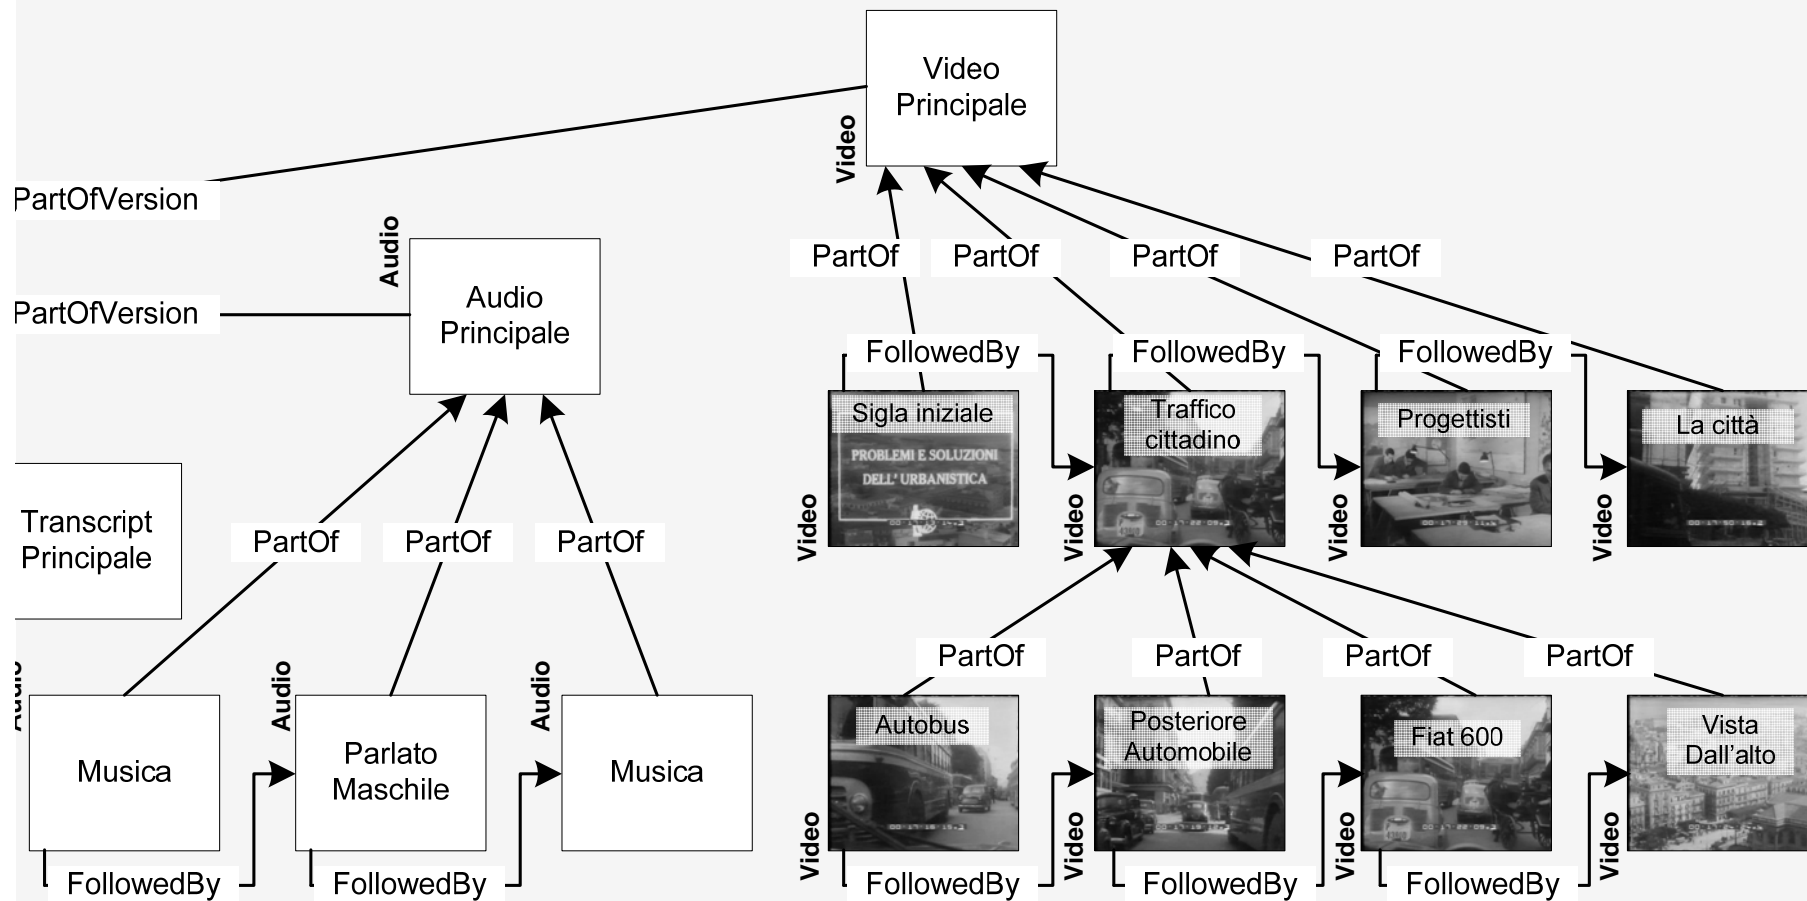 Video
Principale
Video
PartOfVersion
Audio
Audio
Principale
PartOfVersion
PartOf
PartOf
PartOf
PartOf
FollowedBy
FollowedBy
FollowedBy
Sigla iniziale
PROBLEMI E SOLUZIONI
DELL'URBANISTICA
Traffico
cittadino
Progettisti
La città
Video
Video
Video
Video
Transcript
Principale
PartOf
PartOf
PartOf
PartOf
PartOf
PartOf
PartOf
Audio
Audio
Audio
Musica
Parlato
Maschile
Musica
Autobus
Posteriore
Automobile
Fiat 600
Vista
Dall'alto
Video
Video
Video
Video
FollowedBy
FollowedBy
FollowedBy
FollowedBy
FollowedBy